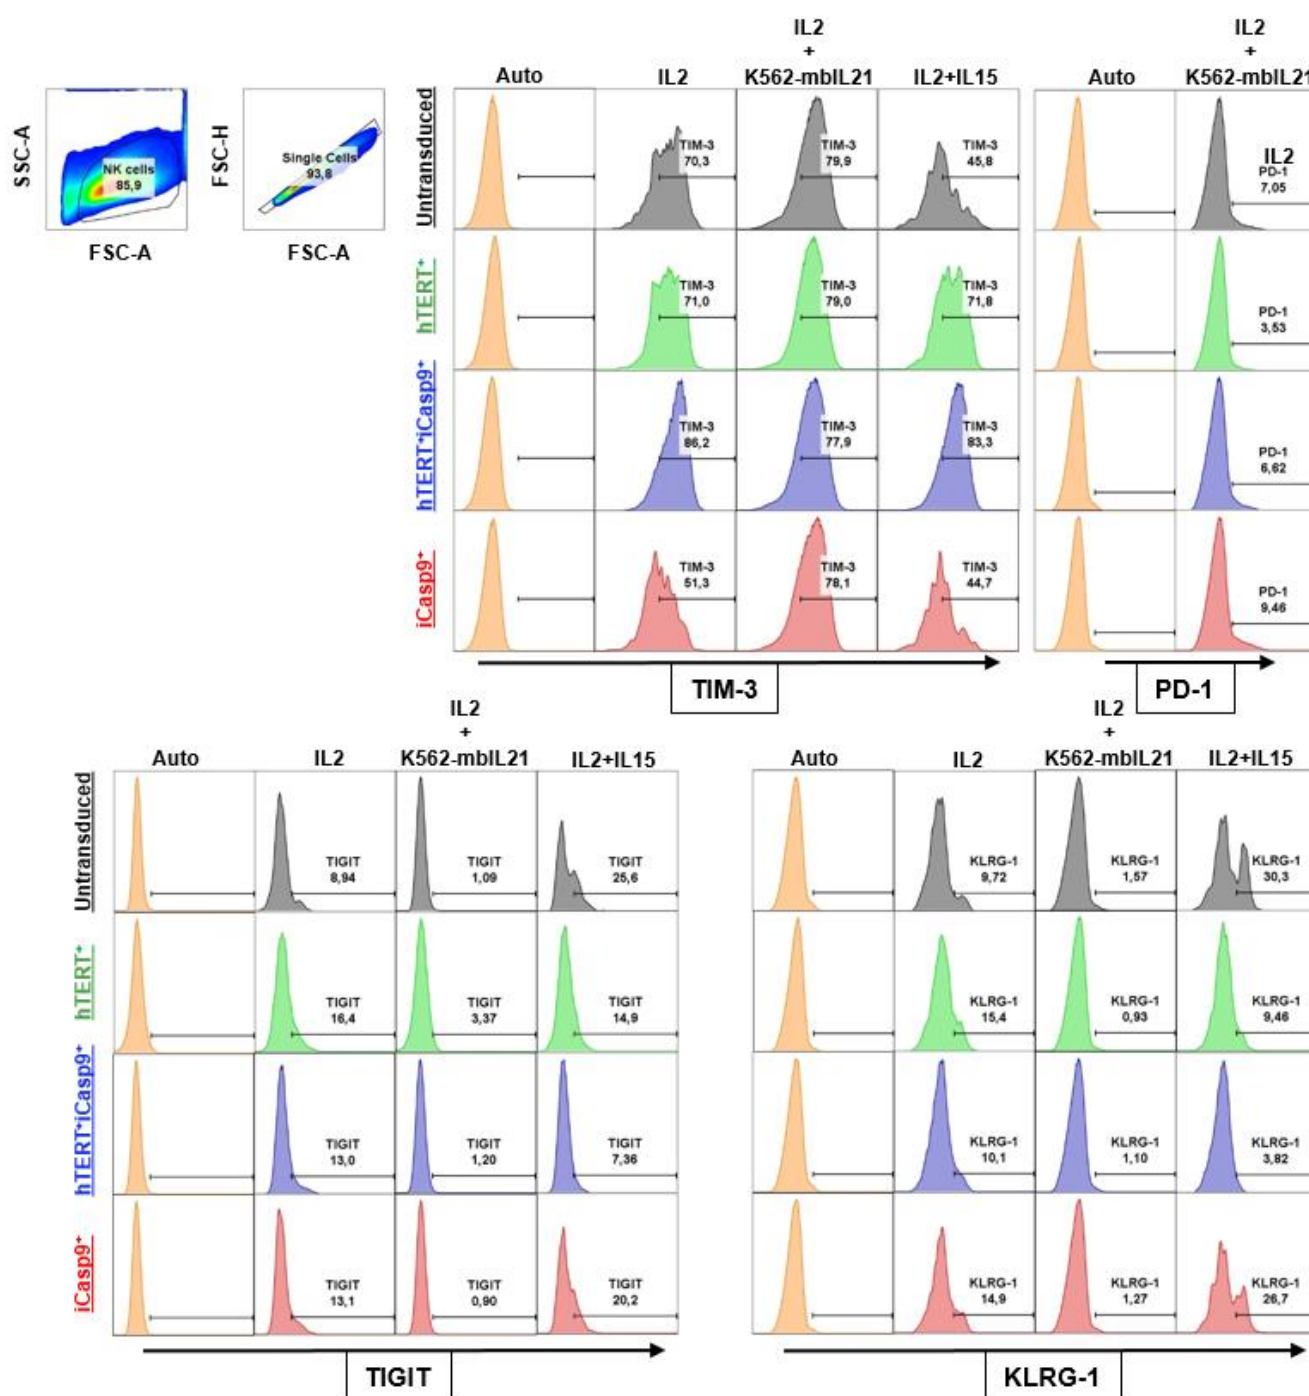 SSC-A
NK cells
85,9
FSC-A
FSC-H
Single Cells
93,8
FSC-A
Auto
IL2
IL2
+
K562-mbIL21
IL2+IL15
Untransduced
TIM-3
70,3
TIM-3
79,9
TIM-3
45,8
hTERT⁺
TIM-3
71,0
TIM-3
79,0
TIM-3
71,8
hTERT⁺iCasp9⁺
TIM-3
86,2
TIM-3
77,9
TIM-3
83,3
iCasp9⁺
TIM-3
51,3
TIM-3
78,1
TIM-3
44,7
TIM-3
Auto
IL2
+
K562-mbIL21
IL2
PD-1
7,05
PD-1
3,53
PD-1
6,62
PD-1
9,46
PD-1
Auto
IL2
IL2
+
K562-mbIL21
IL2+IL15
Untransduced
TIGIT
8,94
TIGIT
1,09
TIGIT
25,6
hTERT⁺
TIGIT
16,4
TIGIT
3,37
TIGIT
14,9
hTERT⁺iCasp9⁺
TIGIT
13,0
TIGIT
1,20
TIGIT
7,36
iCasp9⁺
TIGIT
13,1
TIGIT
0,90
TIGIT
20,2
TIGIT
Auto
IL2
IL2
+
K562-mbIL21
IL2+IL15
KLRG-1
9,72
KLRG-1
1,57
KLRG-1
30,3
KLRG-1
15,4
KLRG-1
0,93
KLRG-1
9,46
KLRG-1
10,1
KLRG-1
1,10
KLRG-1
3,82
KLRG-1
14,9
KLRG-1
1,27
KLRG-1
26,7
KLRG-1